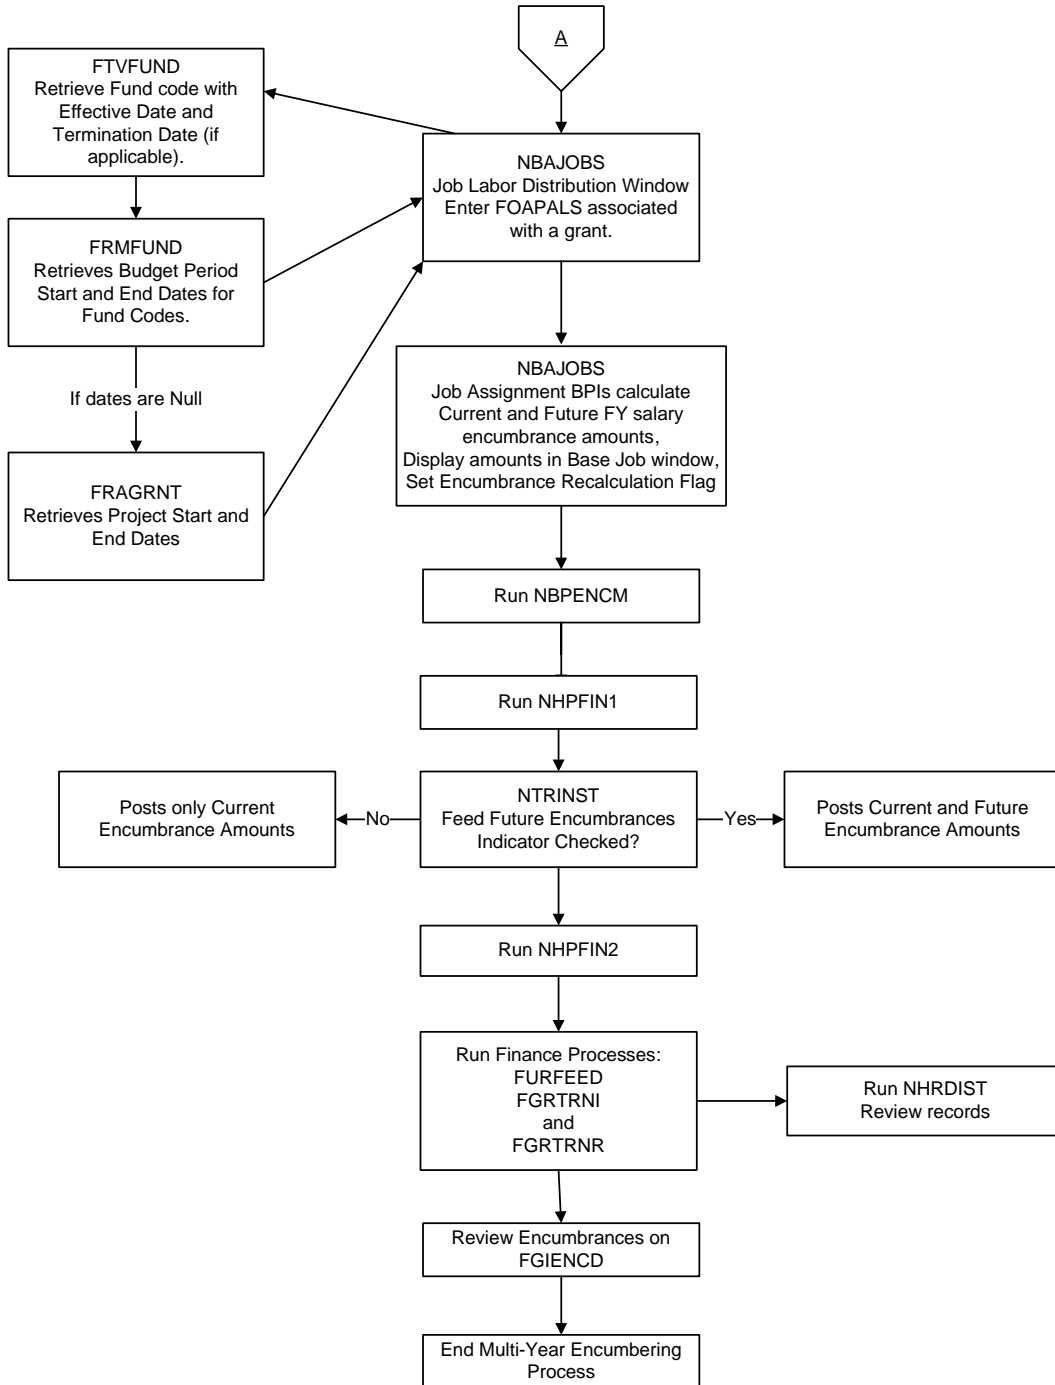 A
FTVFUND
Retrieve Fund code with
Effective Date and
Termination Date (if
applicable).
NBAJOBS
Job Labor Distribution Window
Enter FOAPALS associated
with a grant.
FRMFUND
Retrieves Budget Period
Start and End Dates for
Fund Codes.
If dates are Null
FRAGRNT
Retrieves Project Start and
End Dates
NBAJOBS
Job Assignment BPIs calculate
Current and Future FY salary
encumbrance amounts,
Display amounts in Base Job window,
Set Encumbrance Recalculation Flag
Run NBPENCM
Run NHPFIN1
Posts only Current
Encumbrance Amounts
No
NTRINST
Feed Future Encumbrances
Indicator Checked?
Yes
Posts Current and Future
Encumbrance Amounts
Run NHPFIN2
Run Finance Processes:
FURFEED
FGRTRNI
and
FGRTRNR
Run NHRDIST
Review records
Review Encumbrances on
FGIENCD
End Multi-Year Encumbering
Process